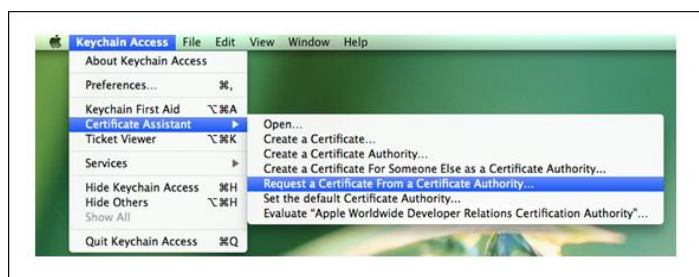 Keychain Access File Edit View Window Help
About Keychain Access
Preferences... ⌘,
Keychain First Aid ⌥⌘A
Certificate Assistant ▶
Ticket Viewer ⌥⌘K
Services ▶
Hide Keychain Access ⌘H
Hide Others ⌥⌘H
Show All
Quit Keychain Access ⌘Q
Open...
Create a Certificate...
Create a Certificate Authority...
Create a Certificate For Someone Else as a Certificate Authority...
Request a Certificate From a Certificate Authority...
Set the default Certificate Authority...
Evaluate “Apple Worldwide Developer Relations Certification Authority”...